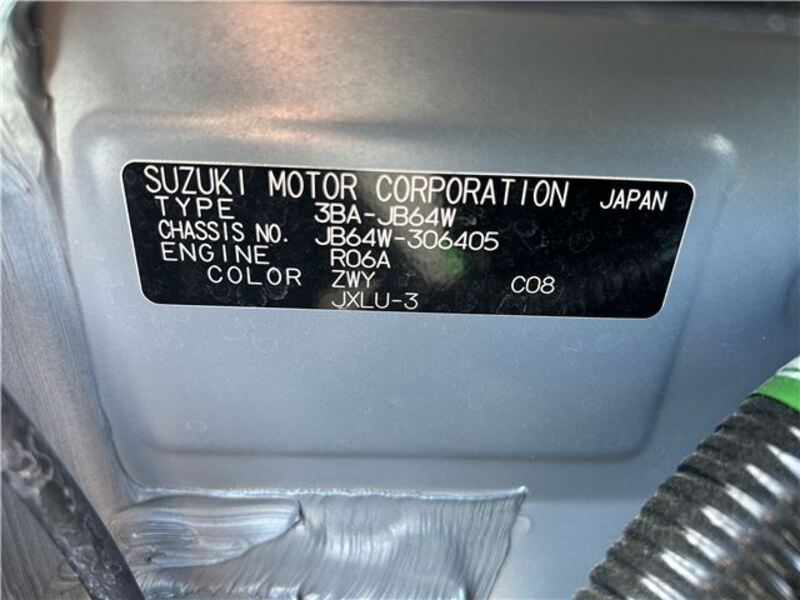 SUZUKI MOTOR CORPORATION JAPAN
TYPE 3BA-JB64W
CHASSIS NO. JB64W-306405
ENGINE R06A
COLOR ZWY C08
JXLU-3